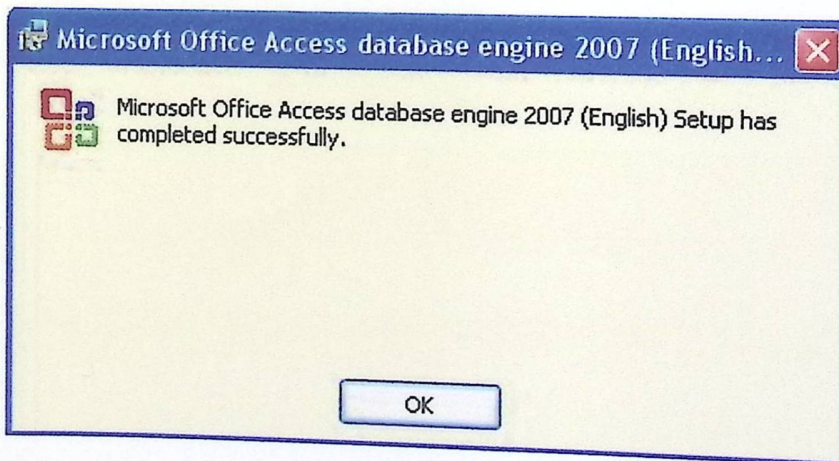 Microsoft Office Access database engine 2007 (English...
Microsoft Office Access database engine 2007 (English) Setup has
completed successfully.
OK